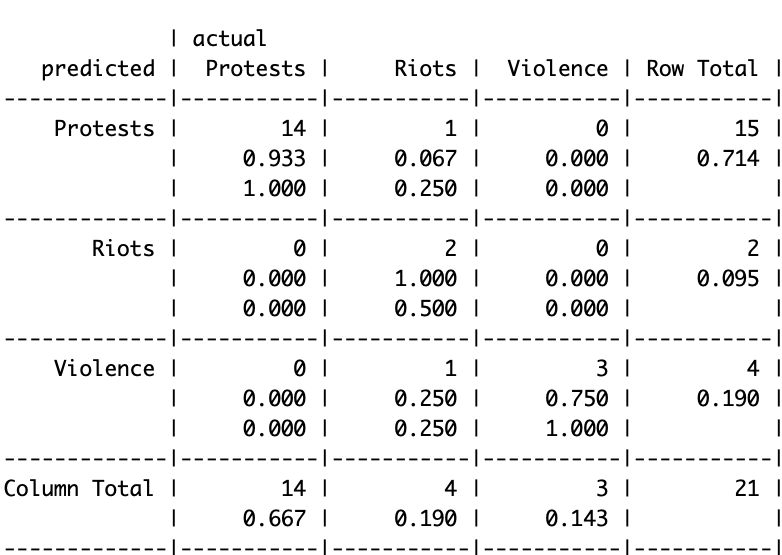 | actual
   predicted | Protests |    Riots | Violence | Row Total |
-------------|-----------|-----------|-----------|-----------|
   Protests |        14 |         1 |         0 |        15 |
             |     0.933 |     0.067 |     0.000 |     0.714 |
             |     1.000 |     0.250 |     0.000 |           |
-------------|-----------|-----------|-----------|-----------|
      Riots |         0 |         2 |         0 |         2 |
             |     0.000 |     1.000 |     0.000 |     0.095 |
             |     0.000 |     0.500 |     0.000 |           |
-------------|-----------|-----------|-----------|-----------|
   Violence |         0 |         1 |         3 |         4 |
             |     0.000 |     0.250 |     0.750 |     0.190 |
             |     0.000 |     0.250 |     1.000 |           |
-------------|-----------|-----------|-----------|-----------|
Column Total |        14 |         4 |         3 |        21 |
             |     0.667 |     0.190 |     0.143 |           |
-------------|-----------|-----------|-----------|-----------|